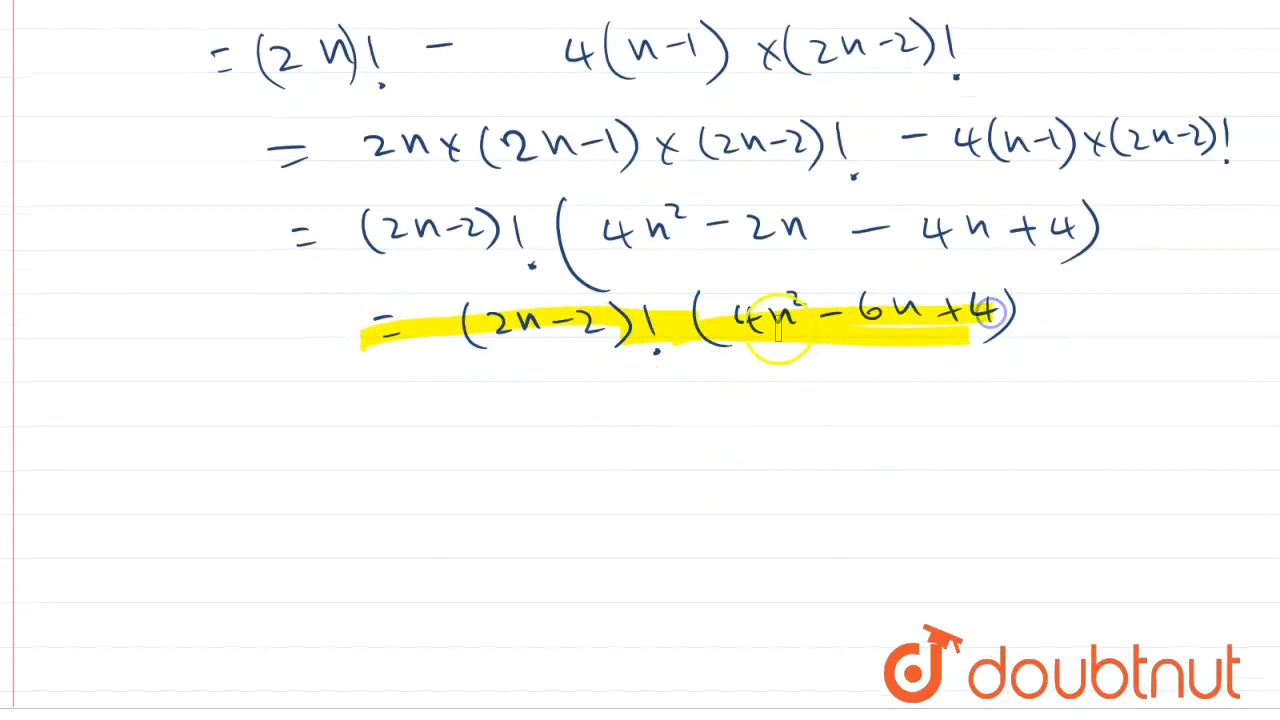 = (2n)! - 4(n-1) ×(2n-2)!
= 2n×(2n-1)×(2n-2)! - 4(n-1)×(2n-2)!
= (2n-2)! (4n² - 2n - 4n+4)
= (2n-2)! (4n² - 6n +4)
doubtnut